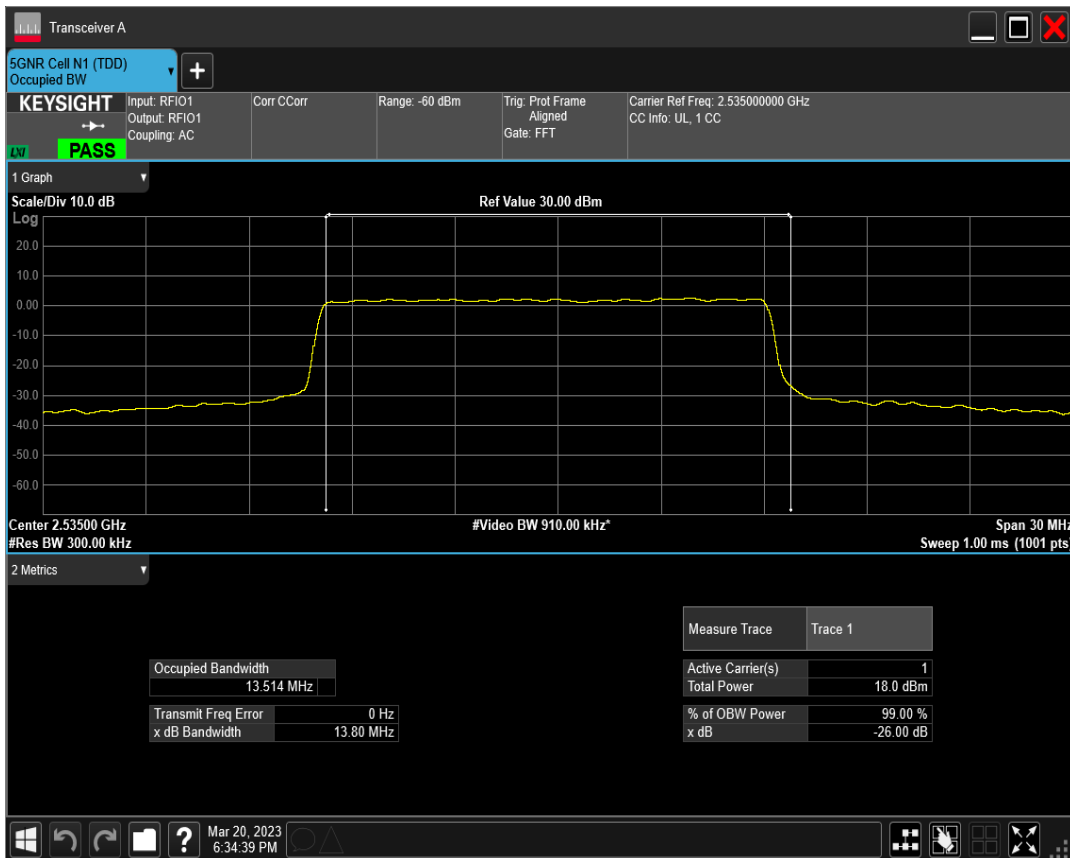 Transceiver A
5GNR Cell N1 (TDD)
Occupied BW
+
KEYSIGHT
LXI
PASS
Input: RFIO1
Output: RFIO1
Coupling: AC
Corr CCorr
Range: -60 dBm
Trig: Prot Frame
Aligned
Gate: FFT
Carrier Ref Freq: 2.535000000 GHz
CC Info: UL, 1 CC
1 Graph
Scale/Div 10.0 dB
Ref Value 30.00 dBm
Log
20.0
10.0
0.00
-10.0
-20.0
-30.0
-40.0
-50.0
-60.0
Center 2.53500 GHz
#Video BW 910.00 kHz*
Span 30 MHz
#Res BW 300.00 kHz
Sweep 1.00 ms (1001 pts)
2 Metrics
Measure Trace
Trace 1
Occupied Bandwidth
13.514 MHz
Active Carrier(s)
1
Total Power
18.0 dBm
Transmit Freq Error
0 Hz
x dB Bandwidth
13.80 MHz
% of OBW Power
99.00 %
x dB
-26.00 dB
?
Mar 20, 2023
6:34:39 PM